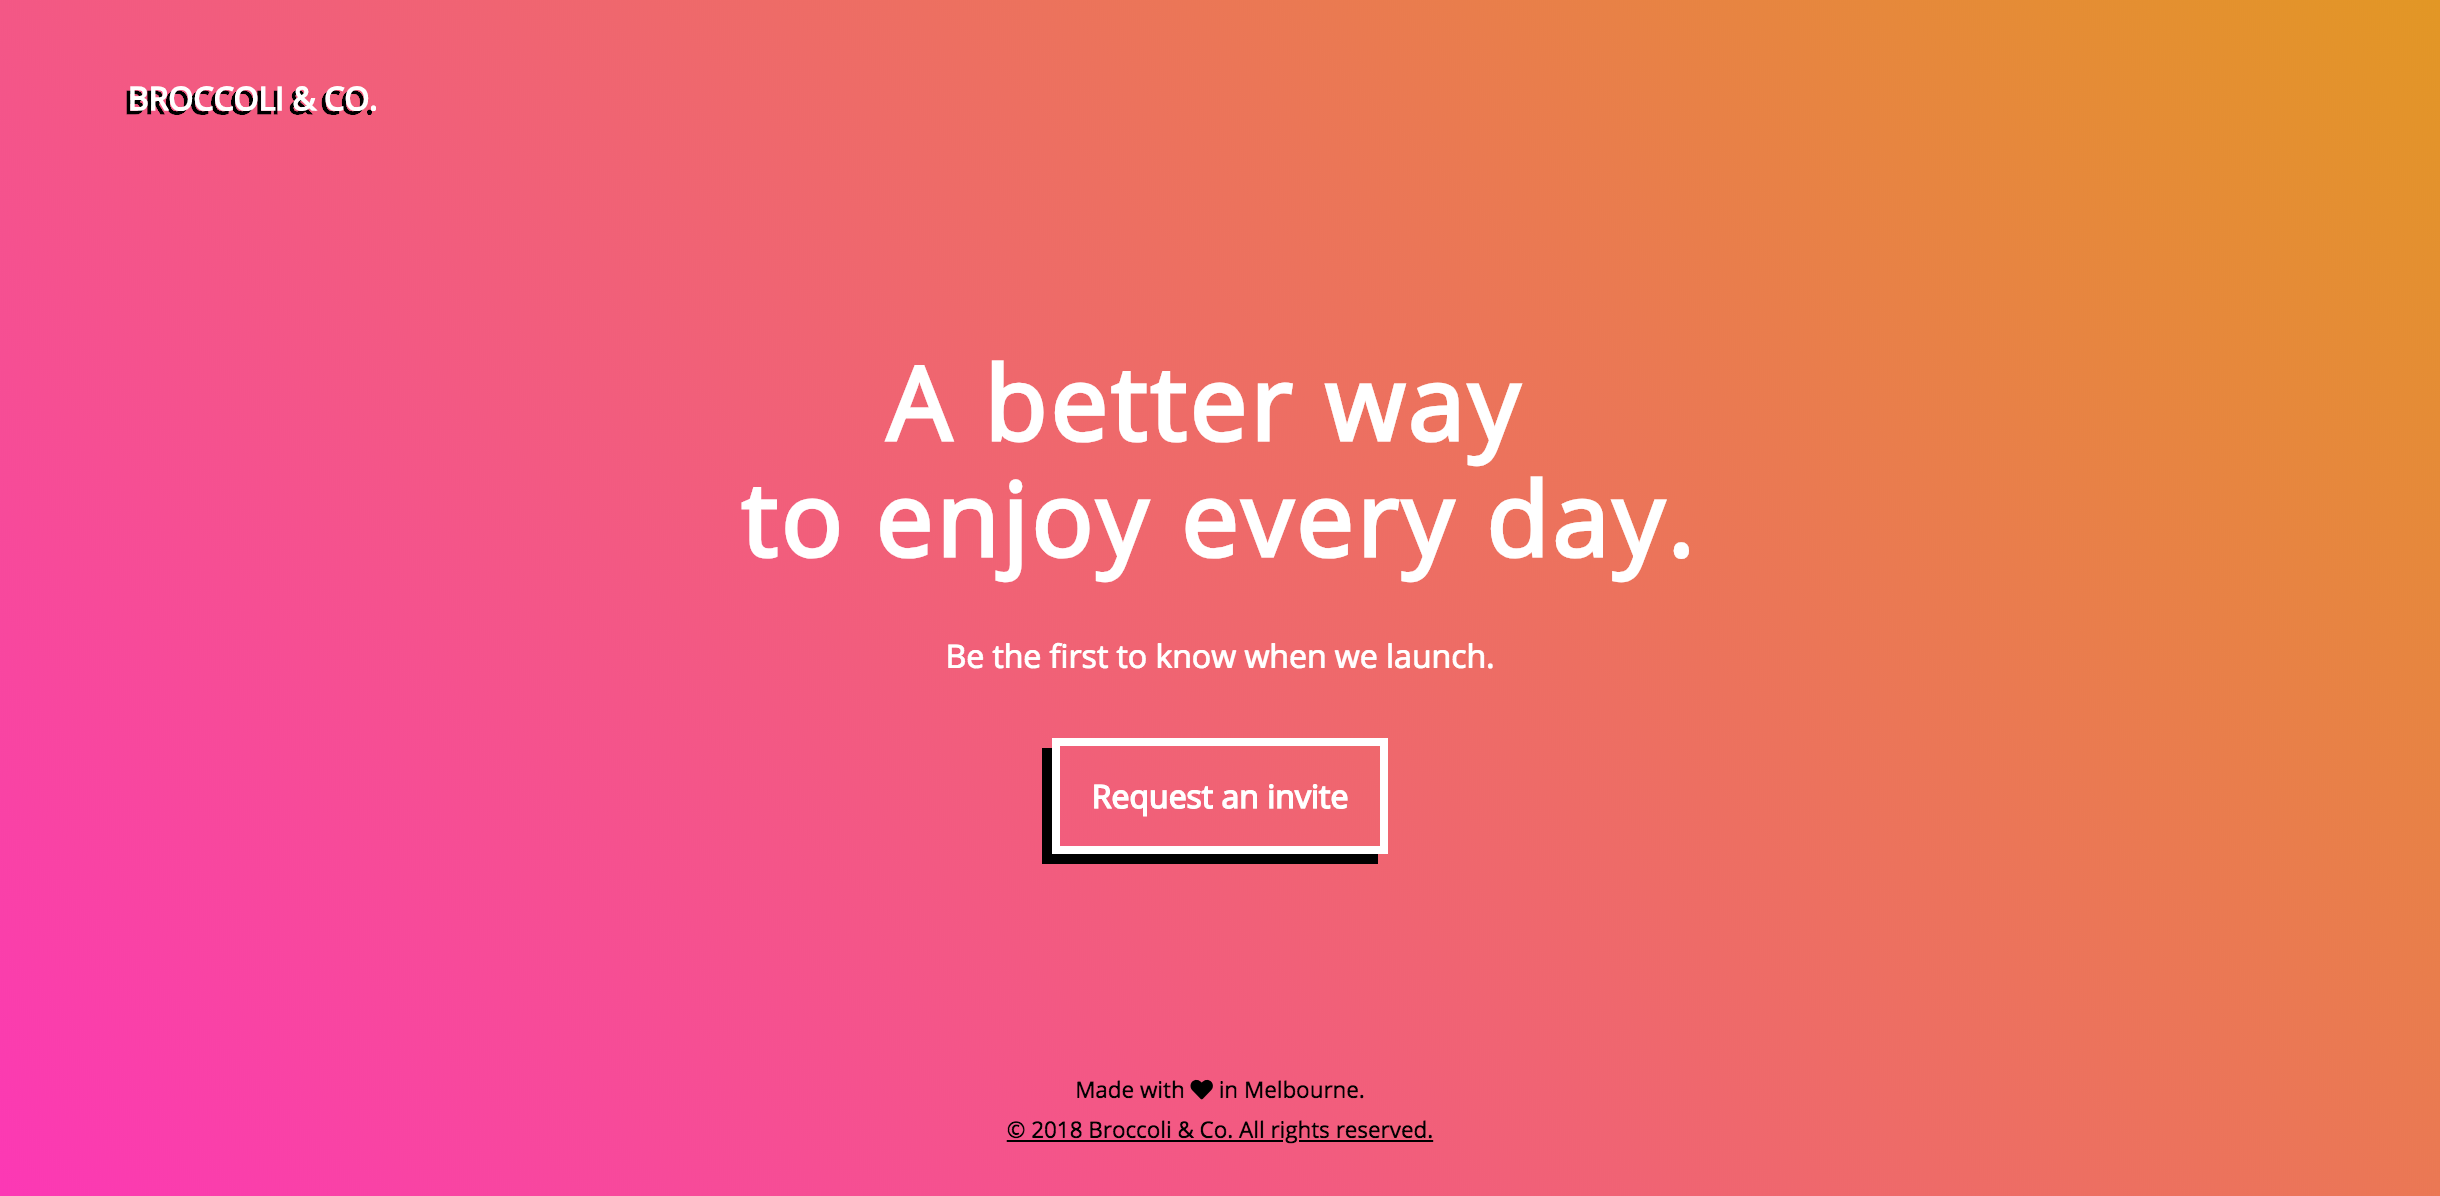 BROCCOLI & CO.
A better way
to enjoy every day.
Be the first to know when we launch.
Request an invite
Made with ♥ in Melbourne.
© 2018 Broccoli & Co. All rights reserved.